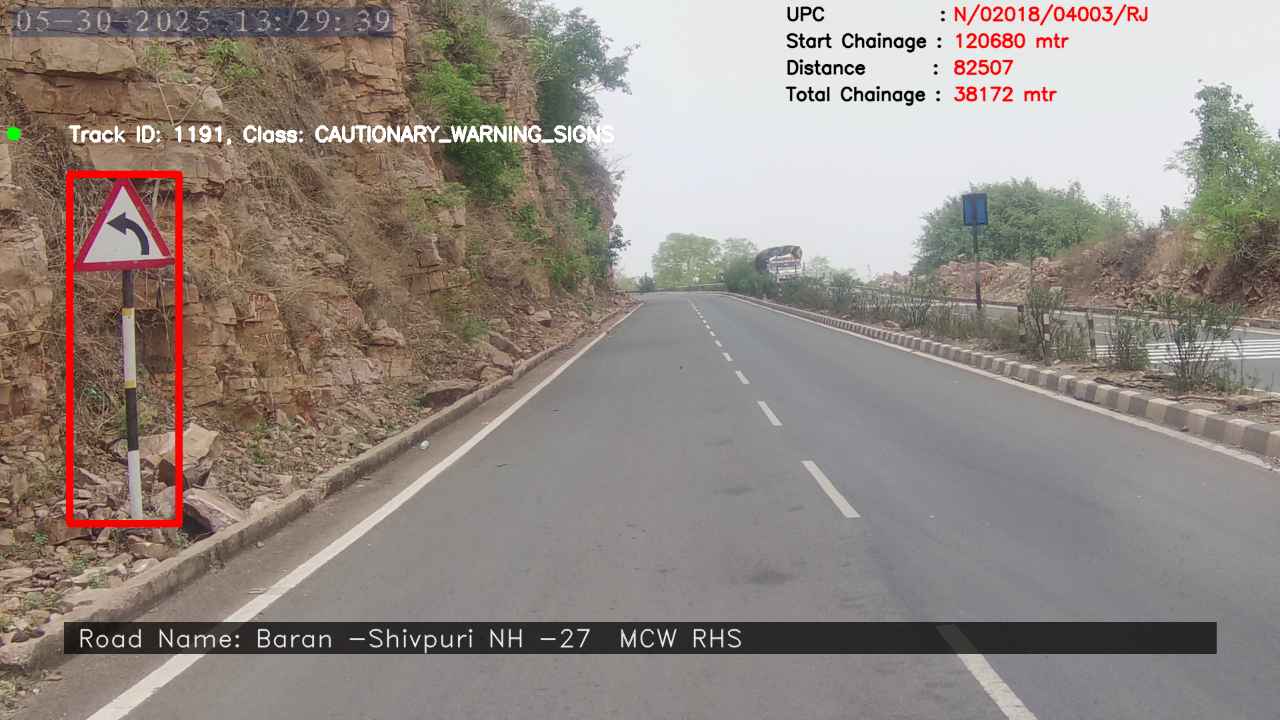 05-30-2025 13:29:39
UPC : N/02018/04003/RJ
Start Chainage : 120680 mtr
Distance : 82507
Total Chainage : 38172 mtr
Track ID: 1191, Class: CAUTIONARY_WARNING_SIGNS
Road Name: Baran -Shivpuri NH -27 MCW RHS